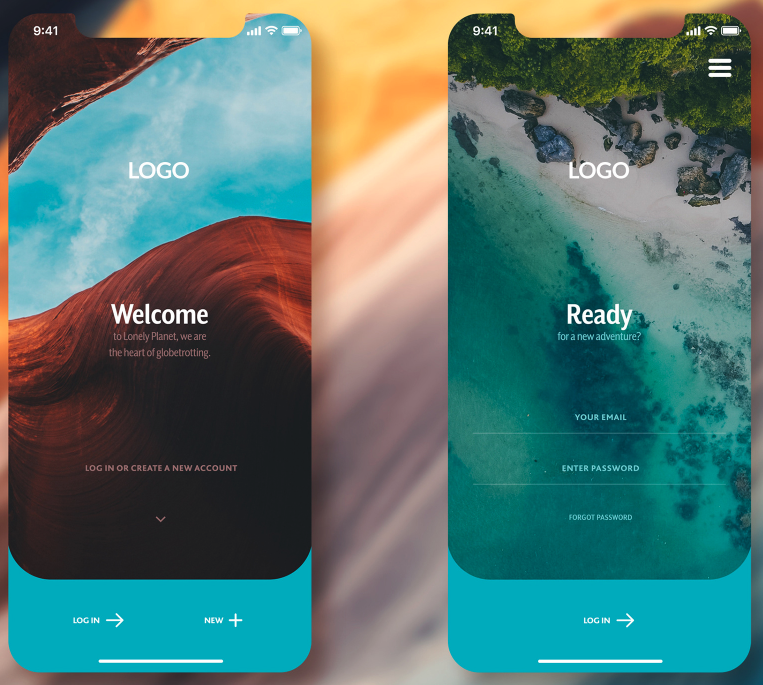 9:41
LOGO
Welcome
to Lonely Planet, we are
the heart of globetrotting.
LOG IN OR CREATE A NEW ACCOUNT
LOG IN
NEW
9:41
LOGO
Ready
for a new adventure?
YOUR EMAIL
ENTER PASSWORD
FORGOT PASSWORD
LOG IN